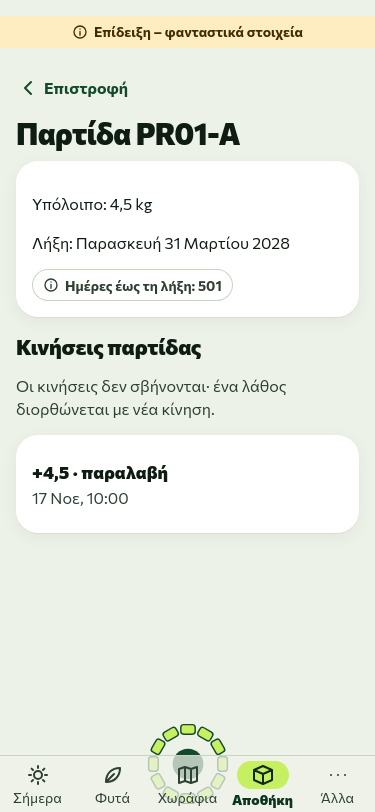 Επίδειξη – φανταστικά στοιχεία
Επιστροφή
Παρτίδα PR01-A
Υπόλοιπο: 4,5 kg
Λήξη: Παρασκευή 31 Μαρτίου 2028
Ημέρες έως τη λήξη: 501
Κινήσεις παρτίδας
Οι κινήσεις δεν σβήνονται· ένα λάθος
διορθώνεται με νέα κίνηση.
+4,5 · παραλαβή
17 Νοε, 10:00
Σήμερα
Φυτά
Χωράφια
Αποθήκη
Άλλα